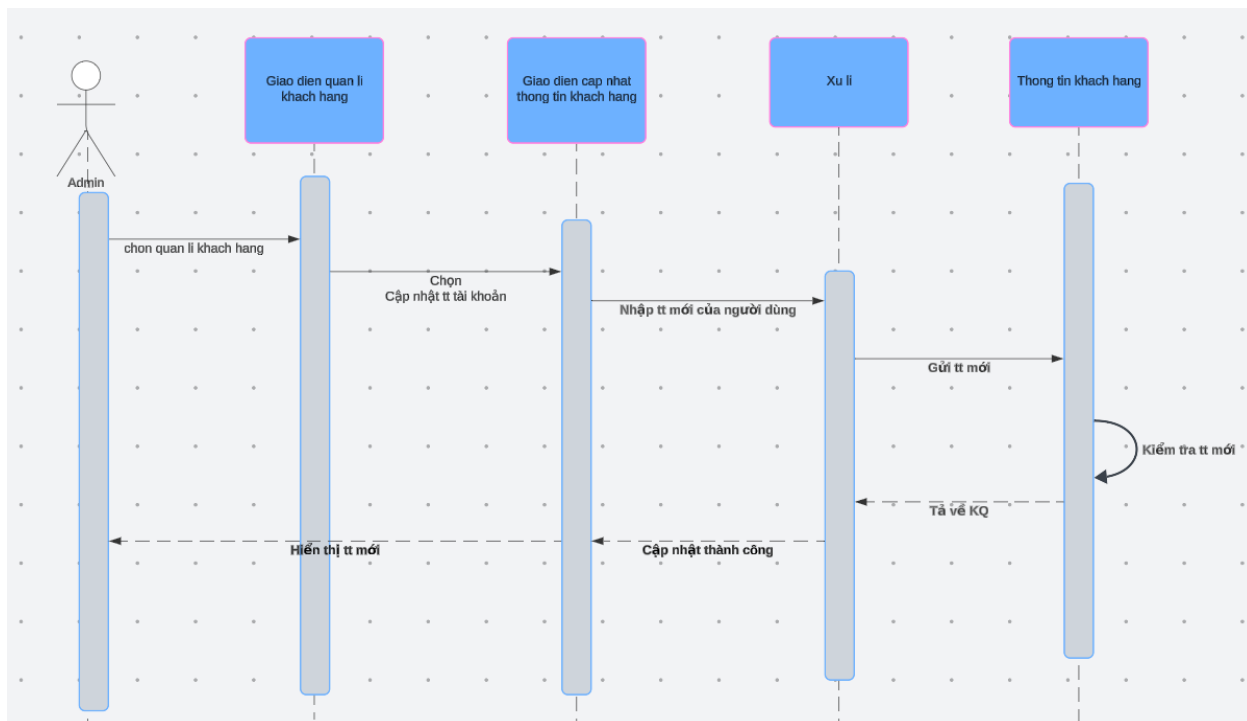 Giao dien quan li
khach hang
Giao dien cap nhat
thong tin khach hang
Xu li
Thong tin khach hang
Admin
chon quan li khach hang
Chọn
Cập nhật tt tài khoản
Nhập tt mới của người dùng
Gửi tt mới
Kiểm tra tt mới
Tả về KQ
Hiển thị tt mới
Cập nhật thành công